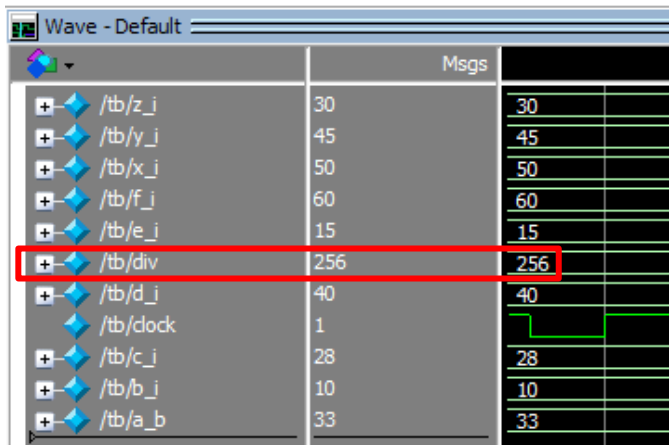 Wave - Default
Msgs
/tb/z_i 30 30
/tb/y_i 45 45
/tb/x_i 50 50
/tb/f_i 60 60
/tb/e_i 15 15
/tb/div 256 256
/tb/d_i 40 40
/tb/clock 1
/tb/c_i 28 28
/tb/b_i 10 10
/tb/a_b 33 33